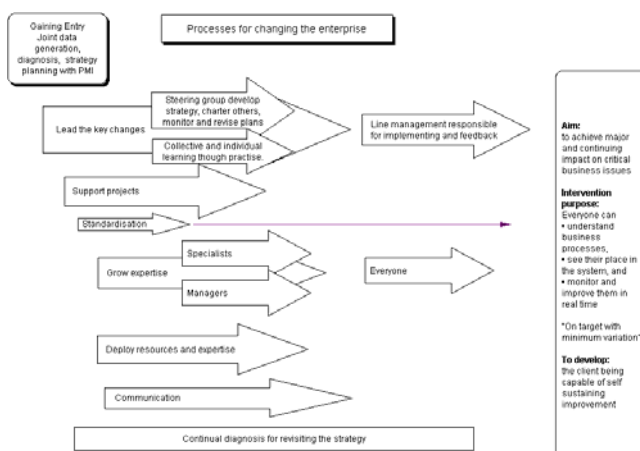 Gaining Entry
Joint data
generation,
diagnosis, strategy
planning with PMI
Processes for changing the enterprise
Lead the key changes
Steering group develop
strategy, charter others,
monitor and revise plans
Collective and individual
learning though practise.
Line management responsible
for implementing and feedback
Support projects
Standardisation
Grow expertise
Specialists
Managers
Everyone
Deploy resources and expertise
Communication
Continual diagnosis for revisiting the strategy
Aim:
to achieve major
and continuing
impact on critical
business issues
Intervention
purpose:
Everyone can
• understand
business
processes,
• see their place in
the system, and
• monitor and
improve them in
real time
"On target with
minimum variation"
To develop:
the client being
capable of self
sustaining
improvement